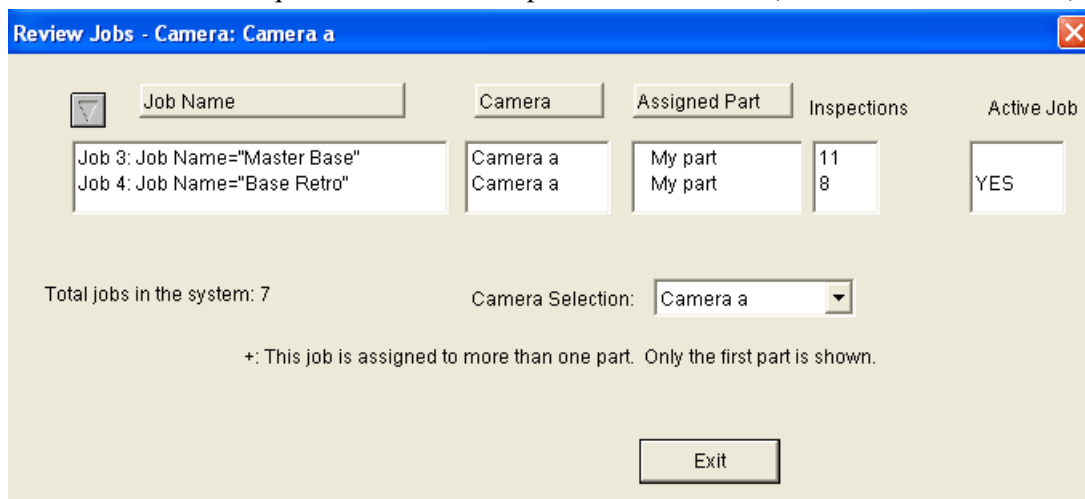 Review Jobs - Camera: Camera a
Job Name Camera Assigned Part Inspections Active Job
Job 3: Job Name="Master Base" Camera a My part 11
Job 4: Job Name="Base Retro" Camera a My part 8 YES
Total jobs in the system: 7 Camera Selection: Camera a
+: This job is assigned to more than one part. Only the first part is shown.
Exit